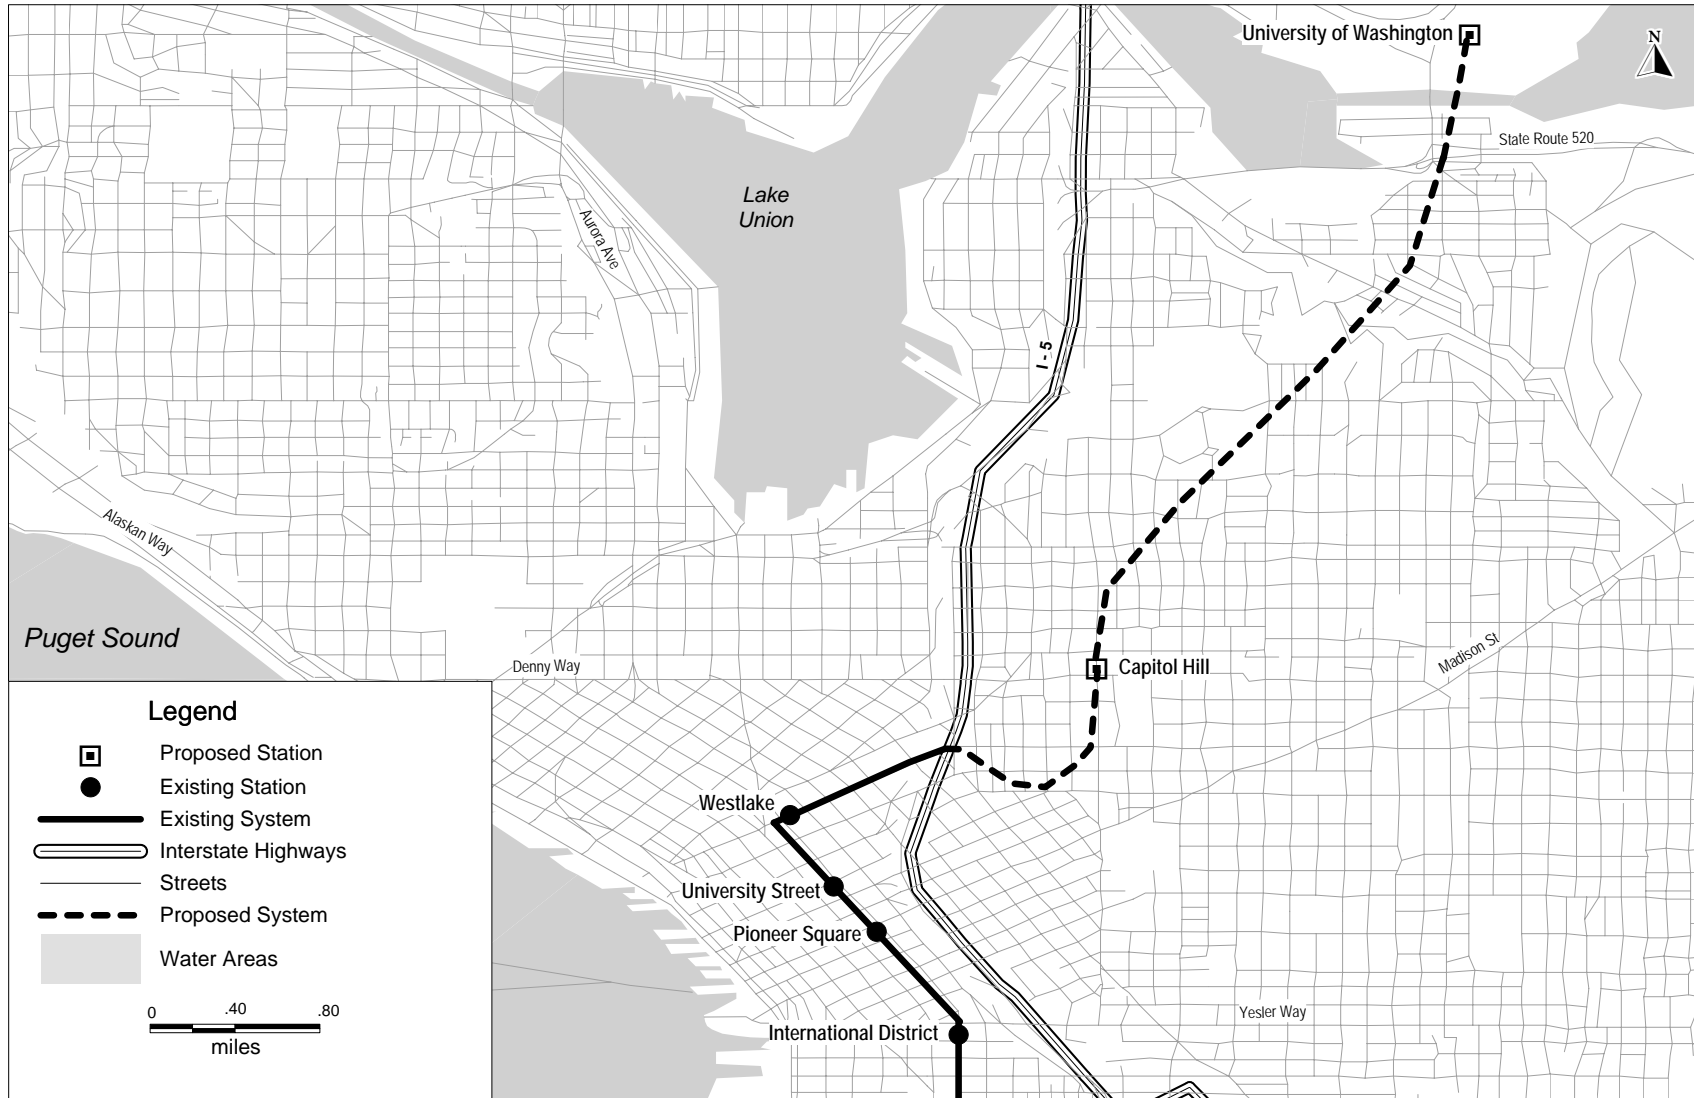 University of Washington
N
State Route 520
Lake
Union
Aurora Ave
I - 5
Alaskan Way
Puget Sound
Denny Way
Capitol Hill
Madison St
Legend
Proposed Station
Existing Station
Existing System
Interstate Highways
Streets
Proposed System
Water Areas
0 .40 .80
miles
Westlake
University Street
Pioneer Square
International District
Yesler Way